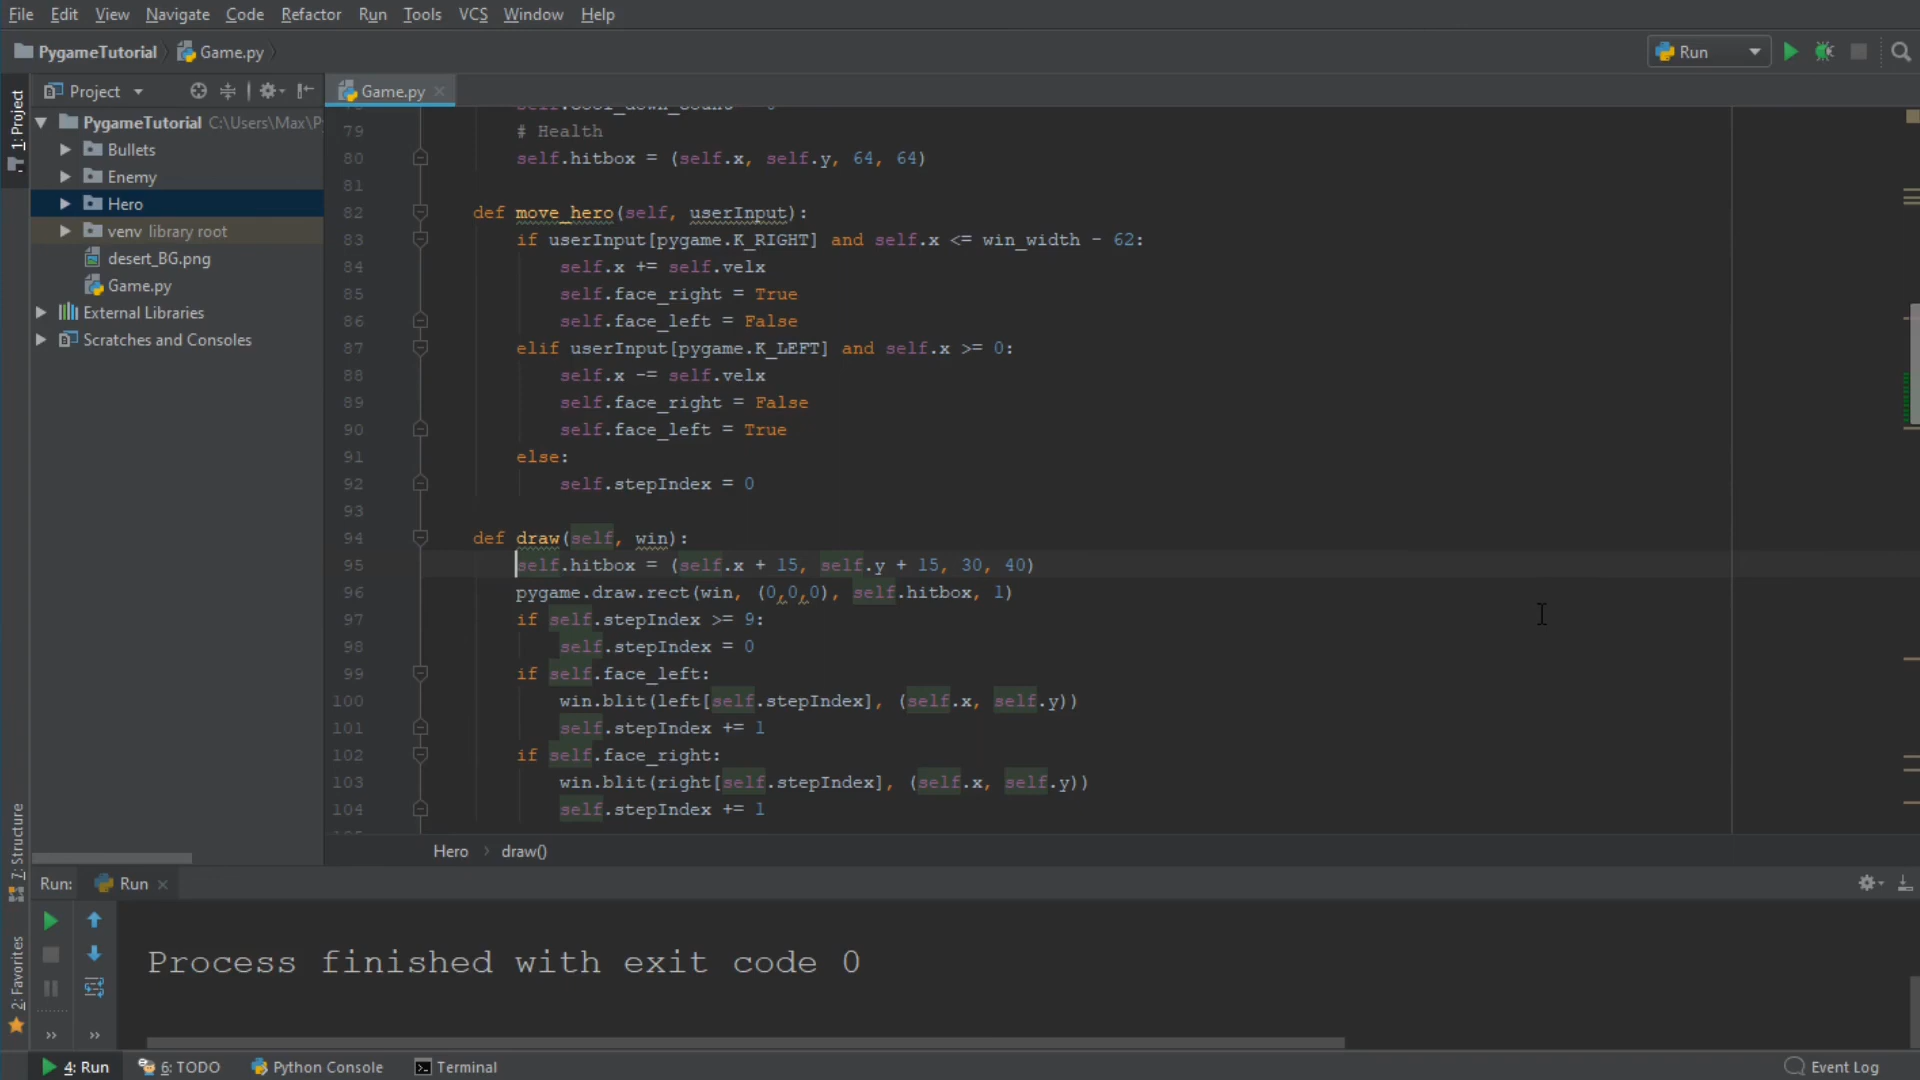 File Edit View Navigate Code Refactor Run Tools VCS Window Help
PygameTutorial Game.py Run
1: Project
Project
Game.py
PygameTutorial C:\Users\Max\P
Bullets
Enemy
Hero
venv library root
desert_BG.png
Game.py
External Libraries
Scratches and Consoles
79 # Health
80 self.hitbox = (self.x, self.y, 64, 64)
81
82 def move_hero(self, userInput):
83 if userInput[pygame.K_RIGHT] and self.x <= win_width - 62:
84 self.x += self.velx
85 self.face_right = True
86 self.face_left = False
87 elif userInput[pygame.K_LEFT] and self.x >= 0:
88 self.x -= self.velx
89 self.face_right = False
90 self.face_left = True
91 else:
92 self.stepIndex = 0
93
94 def draw(self, win):
95 self.hitbox = (self.x + 15, self.y + 15, 30, 40)
96 pygame.draw.rect(win, (0,0,0), self.hitbox, 1)
97 if self.stepIndex >= 9:
98 self.stepIndex = 0
99 if self.face_left:
100 win.blit(left[self.stepIndex], (self.x, self.y))
101 self.stepIndex += 1
102 if self.face_right:
103 win.blit(right[self.stepIndex], (self.x, self.y))
104 self.stepIndex += 1
Hero draw()
7: Structure
2: Favorites
Run: Run
Process finished with exit code 0
4: Run 6: TODO Python Console Terminal Event Log